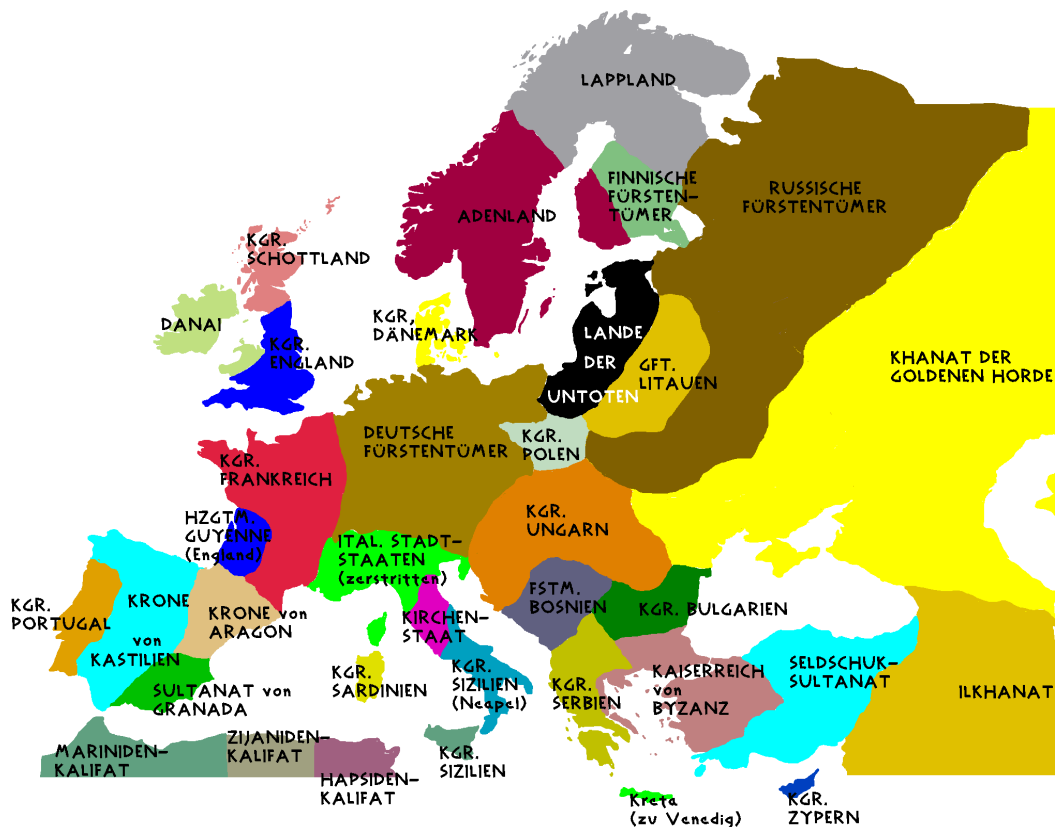 LAPPLAND
FINNISCHE
FÜRSTEN-
TÜMER
RUSSISCHE
FÜRSTENTÜMER
ADENLAND
KGR.
SCHOTTLAND
DANAI
KGR.
ENGLAND
KGR,
DÄNEMARK
LANDE
DER
UNTOTEN
GFT.
LITAUEN
KHANAT DER
GOLDENEN HORDE
DEUTSCHE
FÜRSTENTÜMER
KGR.
POLEN
KGR.
FRANKREICH
HZGTM.
GUYENNE
(England)
ITAL. STADT-
STAATEN
(zerstritten)
KGR.
UNGARN
FSTM.
BOSNIEN
KGR. BULGARIEN
KGR.
PORTUGAL
KRONE
von
KASTILIEN
KRONE von
ARAGON
KIRCHEN-
STAAT
SULTANAT von
GRANADA
KGR.
SARDINIEN
KGR.
SIZILIEN
(Neapel)
KGR.
SERBIEN
KAISERREICH
von
BYZANZ
SELDSCHUK-
SULTANAT
ILKHANAT
MARINIDEN-
KALIFAT
ZIJANIDEN-
KALIFAT
HAPSIDEN-
KALIFAT
KGR.
SIZILIEN
Kreta
(zu Venedig)
KGR.
ZYPERN